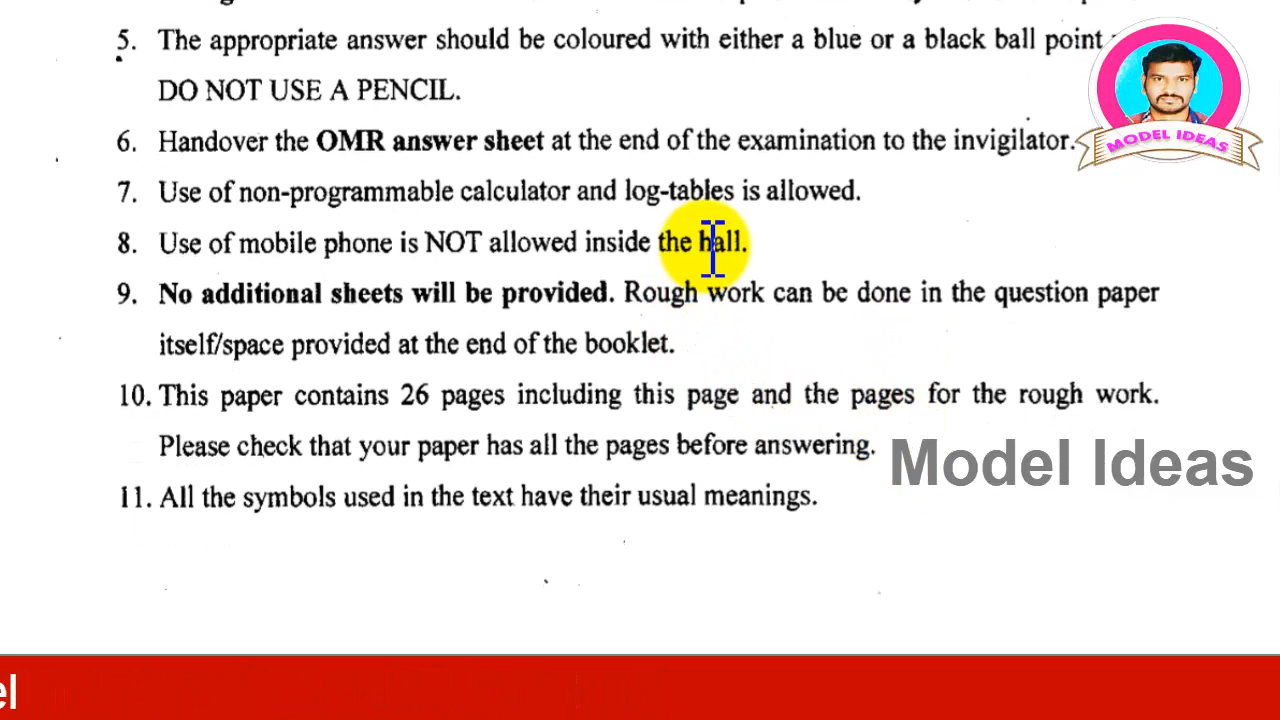 5. The appropriate answer should be coloured with either a blue or a black ball point
DO NOT USE A PENCIL.
6. Handover the OMR answer sheet at the end of the examination to the invigilator.
MODEL IDEAS
7. Use of non-programmable calculator and log-tables is allowed.
8. Use of mobile phone is NOT allowed inside the hall.
9. No additional sheets will be provided. Rough work can be done in the question paper
itself/space provided at the end of the booklet.
10. This paper contains 26 pages including this page and the pages for the rough work.
Please check that your paper has all the pages before answering.
Model Ideas
11. All the symbols used in the text have their usual meanings.
el